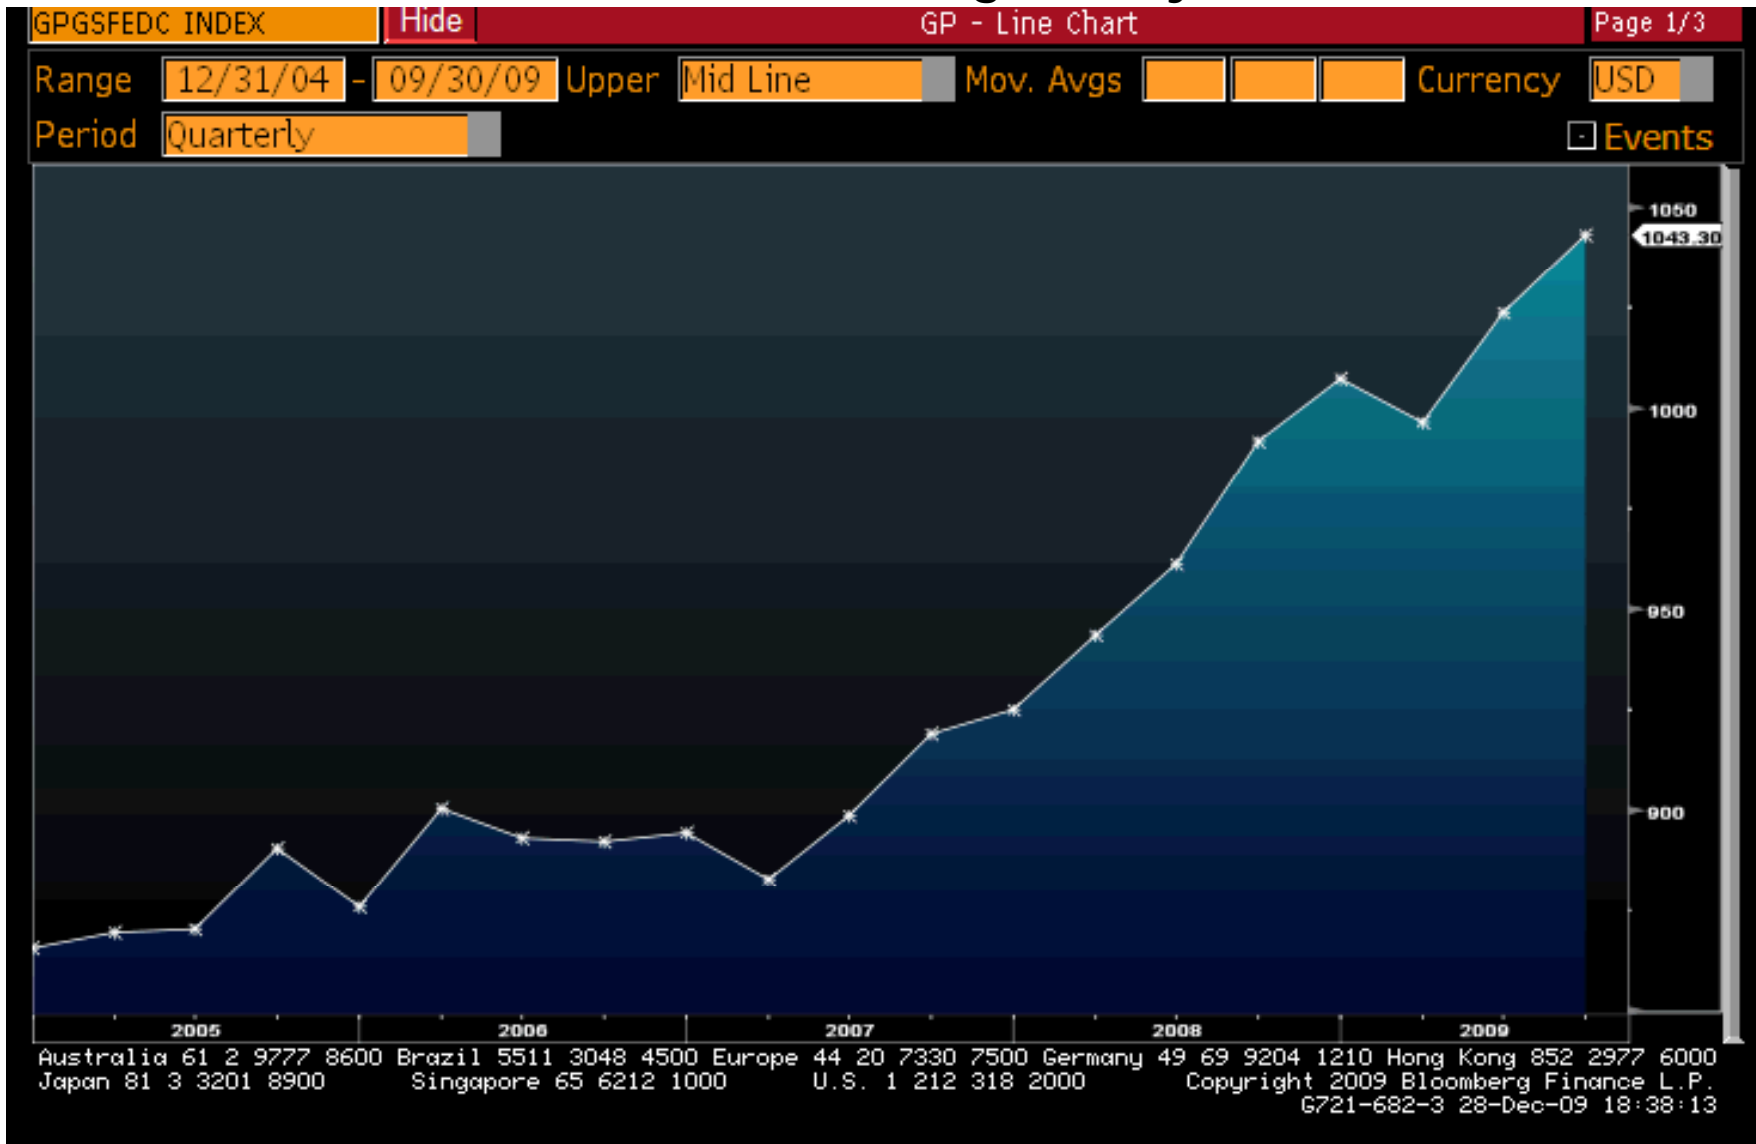 GPGSFEDC INDEX Hide GP - Line Chart Page 1/3
Range 12/31/04 - 09/30/09 Upper Mid Line Mov. Avgs Currency USD
Period Quarterly - Events
1050
1043.30
1000
950
900
2005 2006 2007 2008 2009
Australia 61 2 9777 8600 Brazil 5511 3048 4500 Europe 44 20 7330 7500 Germany 49 69 9204 1210 Hong Kong 852 2977 6000
Japan 81 3 3201 8900 Singapore 65 6212 1000 U.S. 1 212 318 2000 Copyright 2009 Bloomberg Finance L.P.
G721-682-3 28-Dec-09 18:38:13